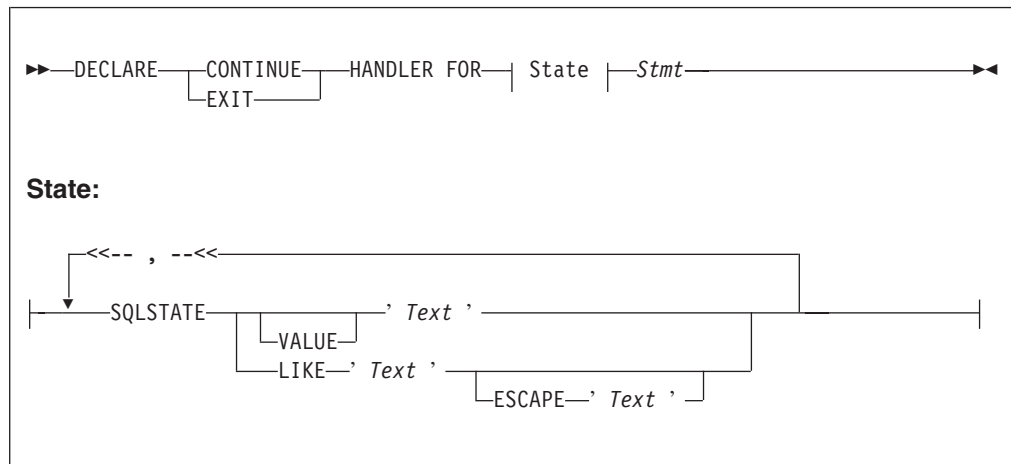 DECLARE CONTINUE HANDLER FOR State Stmt
EXIT
State:
<<-- , --<<
SQLSTATE ' Text '
VALUE
LIKE ' Text '
ESCAPE ' Text '